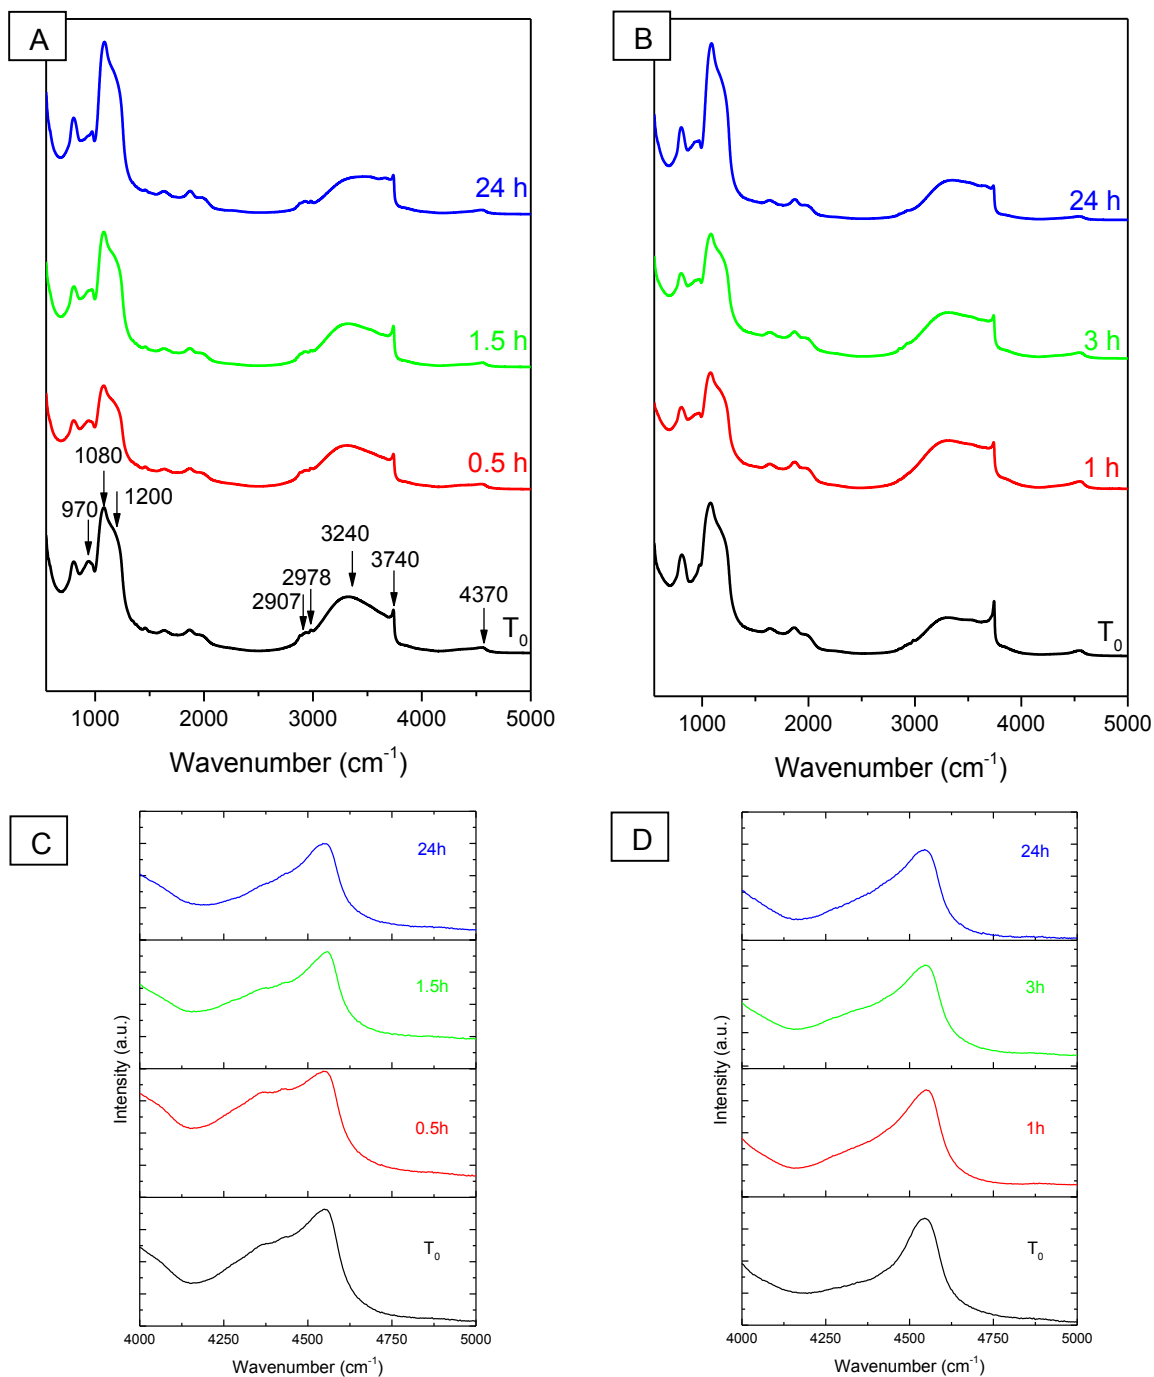 A
24 h
1.5 h
0.5 h
T0
1080
970
1200
3240
2978
2907
3740
4370
1000 2000 3000 4000 5000
Wavenumber (cm-1)
B
24 h
3 h
1 h
T0
1000 2000 3000 4000 5000
Wavenumber (cm-1)
C
24h
1.5h
0.5h
T0
Intensity (a.u.)
4000 4250 4500 4750 5000
Wavenumber (cm-1)
D
24h
3h
1h
T0
Intensity (a.u.)
4000 4250 4500 4750 5000
Wavenumber (cm-1)